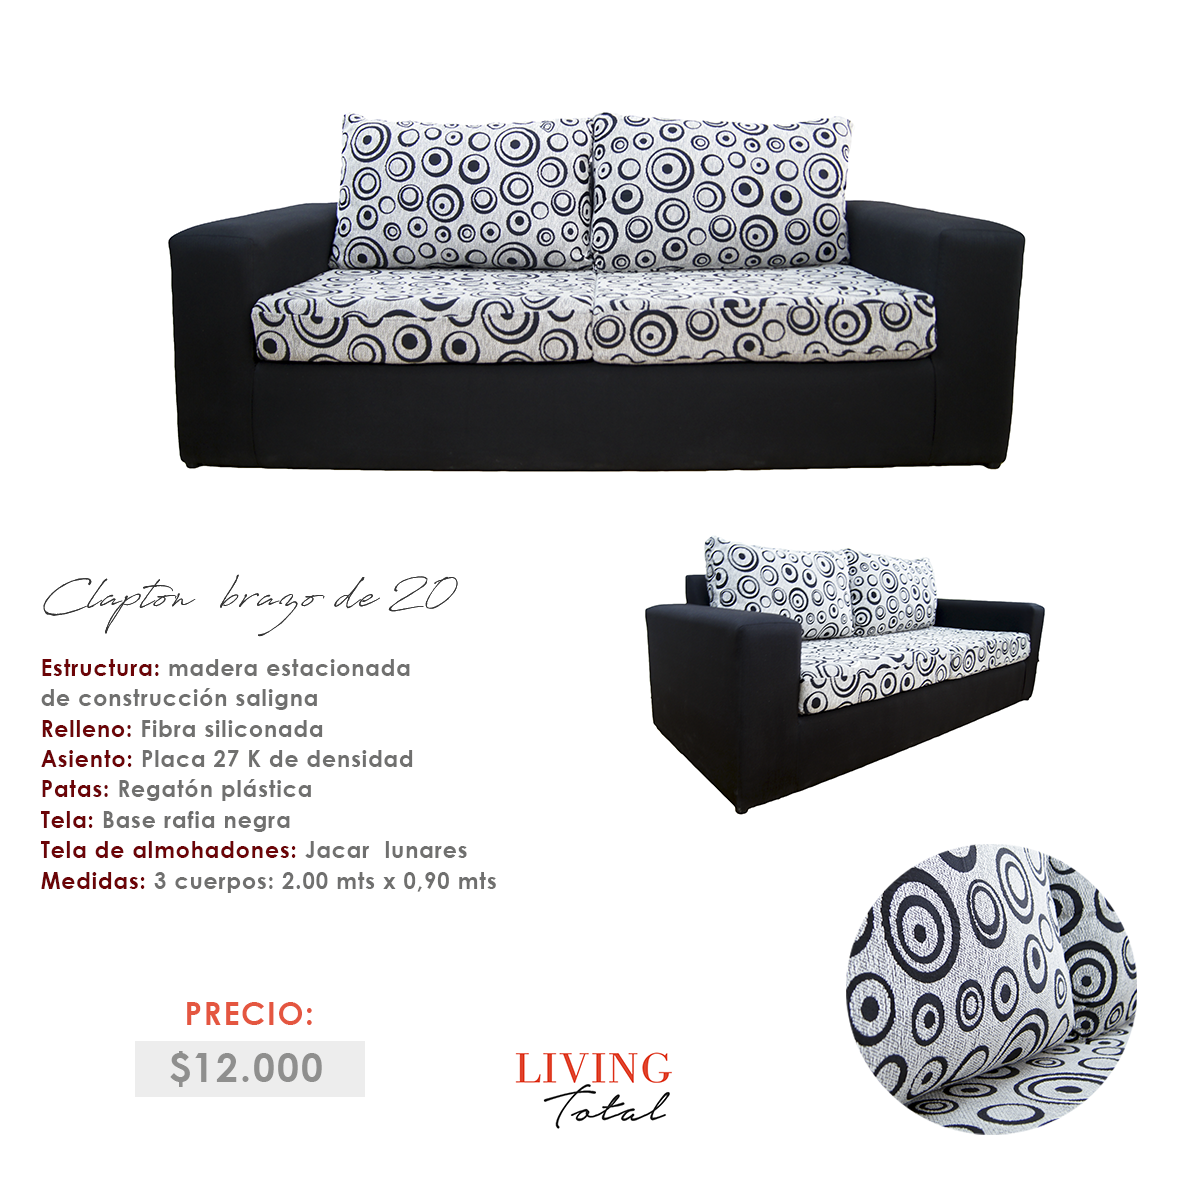 Clapton brazo de 20
Estructura: madera estacionada
de construcción saligna
Relleno: Fibra siliconada
Asiento: Placa 27 K de densidad
Patas: Regatón plástica
Tela: Base rafia negra
Tela de almohadones: Jacar lunares
Medidas: 3 cuerpos: 2.00 mts x 0,90 mts
PRECIO:
$12.000
LIVING
Total